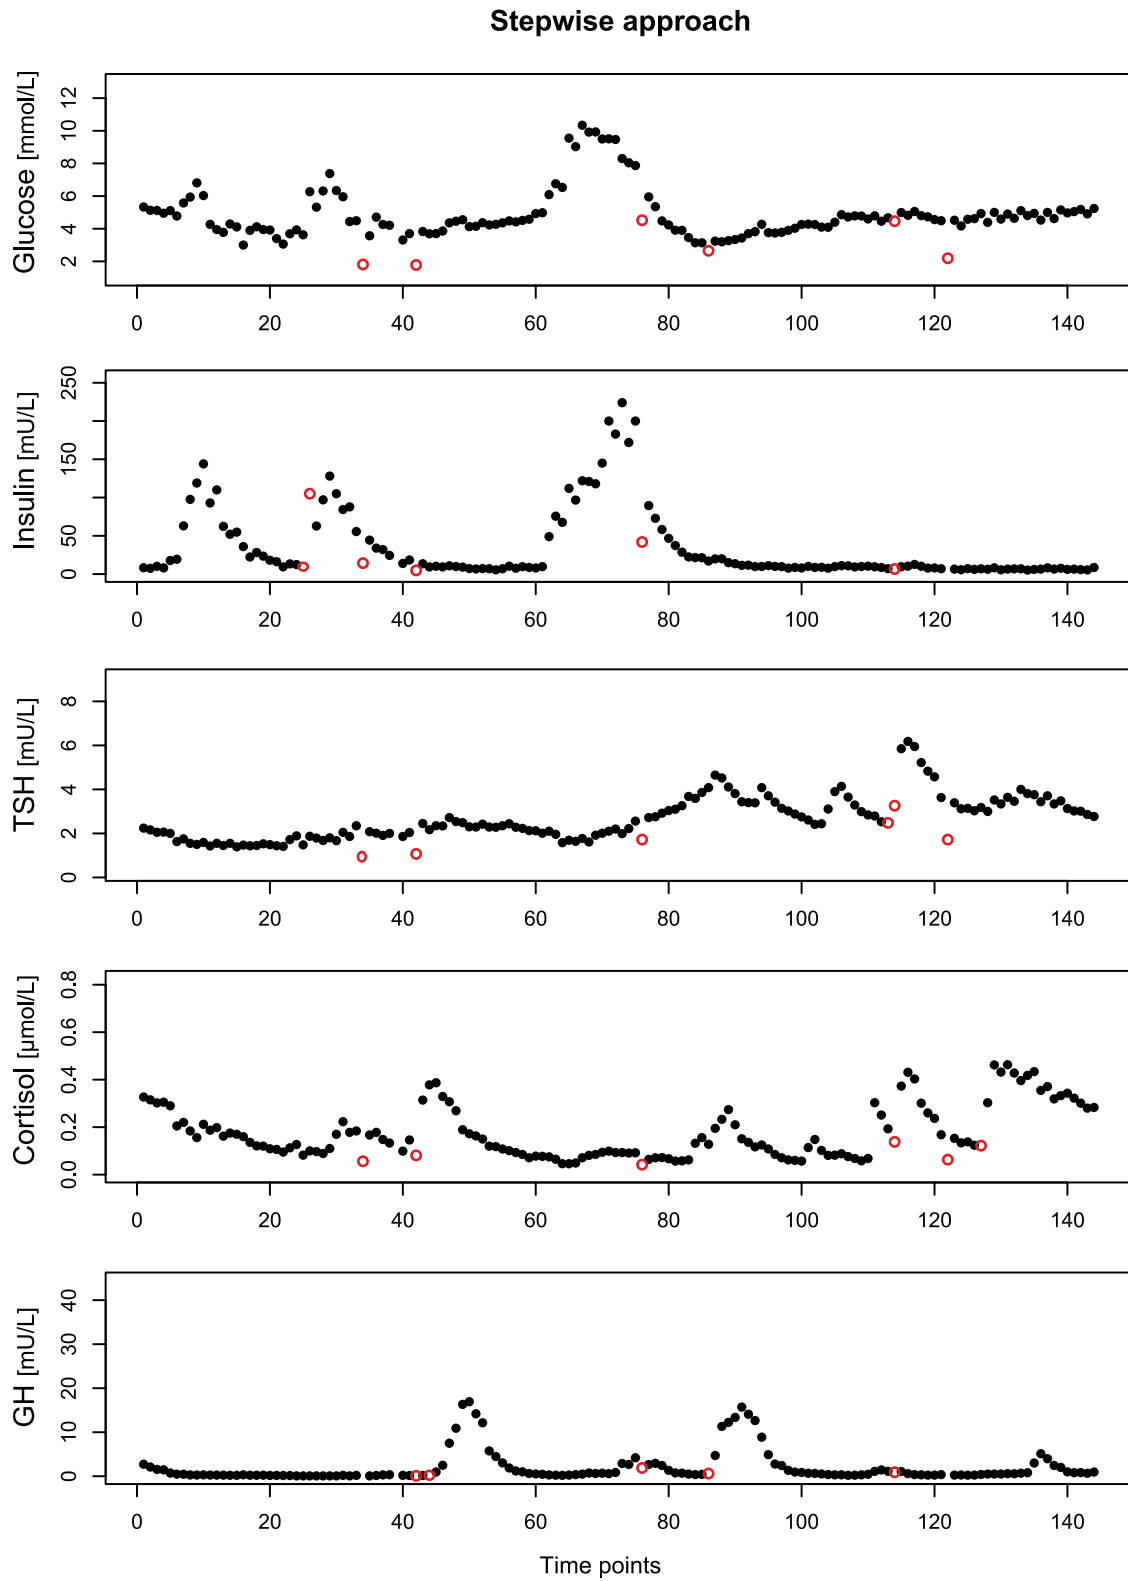 Stepwise approach
Glucose [mmol/L]
12
10
8
6
4
2
0 20 40 60 80 100 120 140
Insulin [mU/L]
250
150
50
0
0 20 40 60 80 100 120 140
TSH [mU/L]
8
6
4
2
0
0 20 40 60 80 100 120 140
Cortisol [µmol/L]
0.8
0.6
0.4
0.2
0.0
0 20 40 60 80 100 120 140
GH [mU/L]
40
30
20
10
0
0 20 40 60 80 100 120 140
Time points